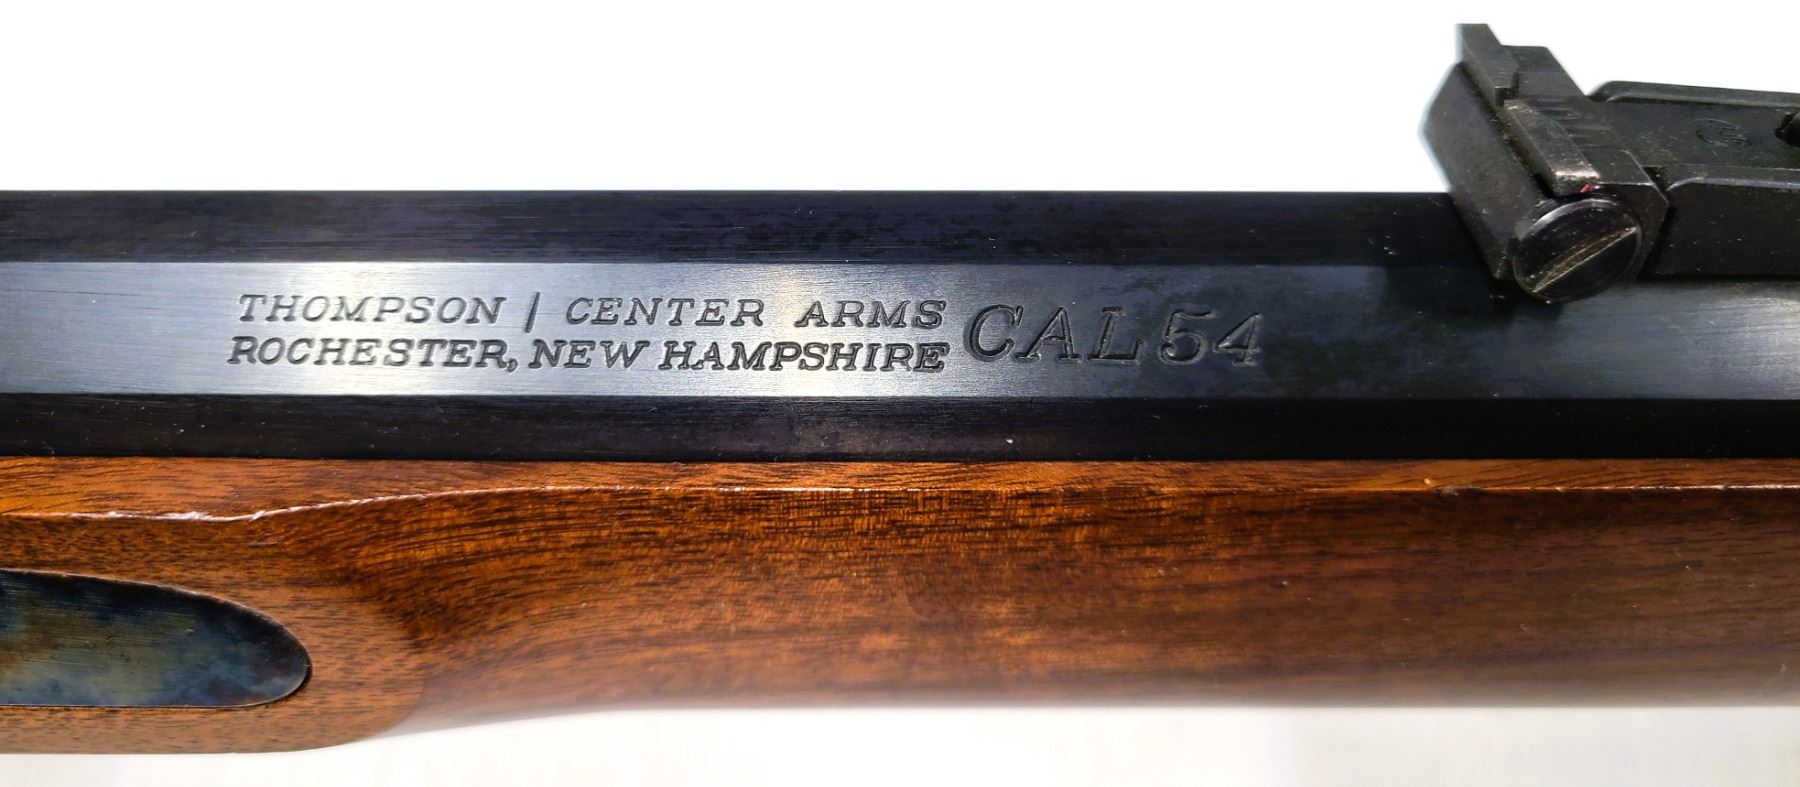 THOMPSON / CENTER ARMS
ROCHESTER, NEW HAMPSHIRE
CAL 54